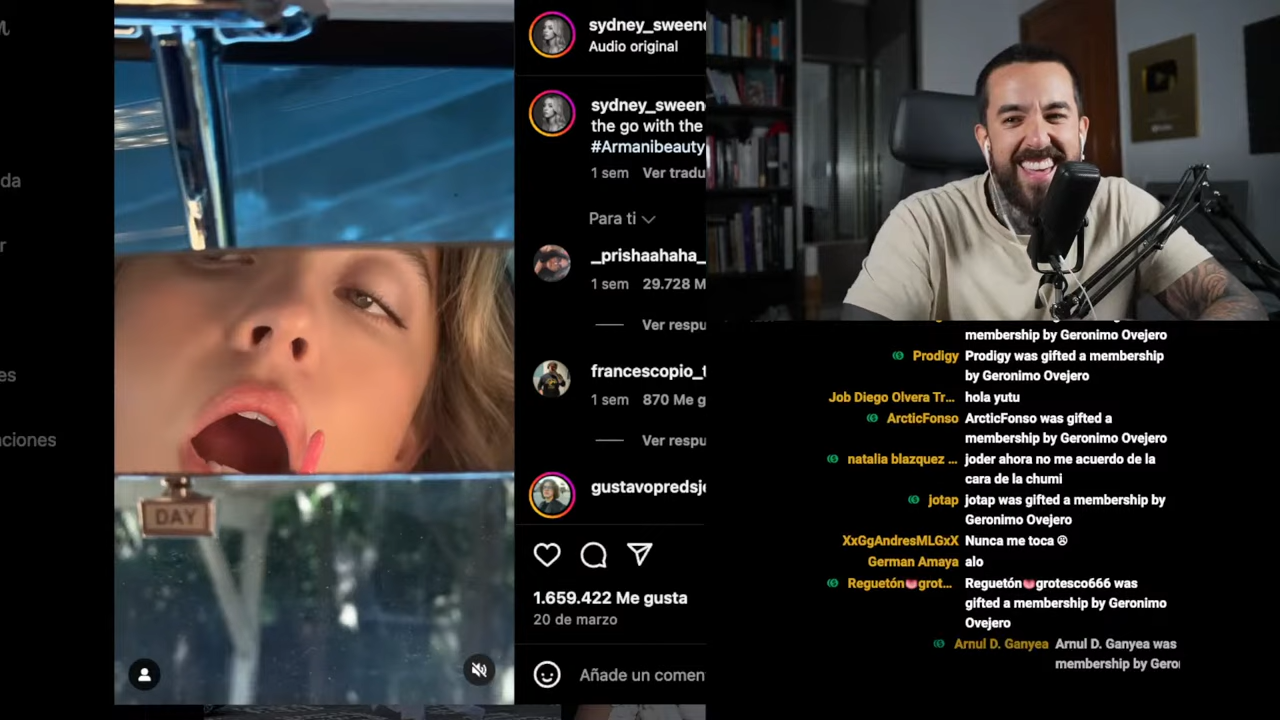 da
r
es
ciones
DAY
sydney_sween
Audio original
sydney_sween
the go with the
#Armanibeauty
1 sem Ver tradu
Para ti
_prishaahaha_
1 sem 29.728 M
Ver respu
francescopio_t
1 sem 870 Me g
Ver respu
gustavopredsj
1.659.422 Me gusta
20 de marzo
Añade un comen
membership by Geronimo Ovejero
Prodigy Prodigy was gifted a membership
by Geronimo Ovejero
Job Diego Olvera Tr... hola yutu
ArcticFonso ArcticFonso was gifted a
membership by Geronimo Ovejero
natalia blazquez ... joder ahora no me acuerdo de la
cara de la chumi
jotap jotap was gifted a membership by
Geronimo Ovejero
XxGgAndresMLGxX Nunca me toca ☹
German Amaya alo
Reguetón👅grot... Reguetón👅grotesco666 was
gifted a membership by Geronimo
Ovejero
Arnul D. Ganyea Arnul D. Ganyea was
membership by Gero